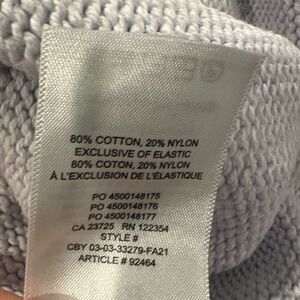 80% COTTON, 20% NYLON
EXCLUSIVE OF ELASTIC
80% COTON, 20% NYLON
À L'EXCLUSION DE L'ÉLASTIQUE
PO 4500148175
PO 4500148176
PO 4500148177
CA 23725 RN 122354
STYLE #
CBY 03-03-33279-FA21
ARTICLE # 92464